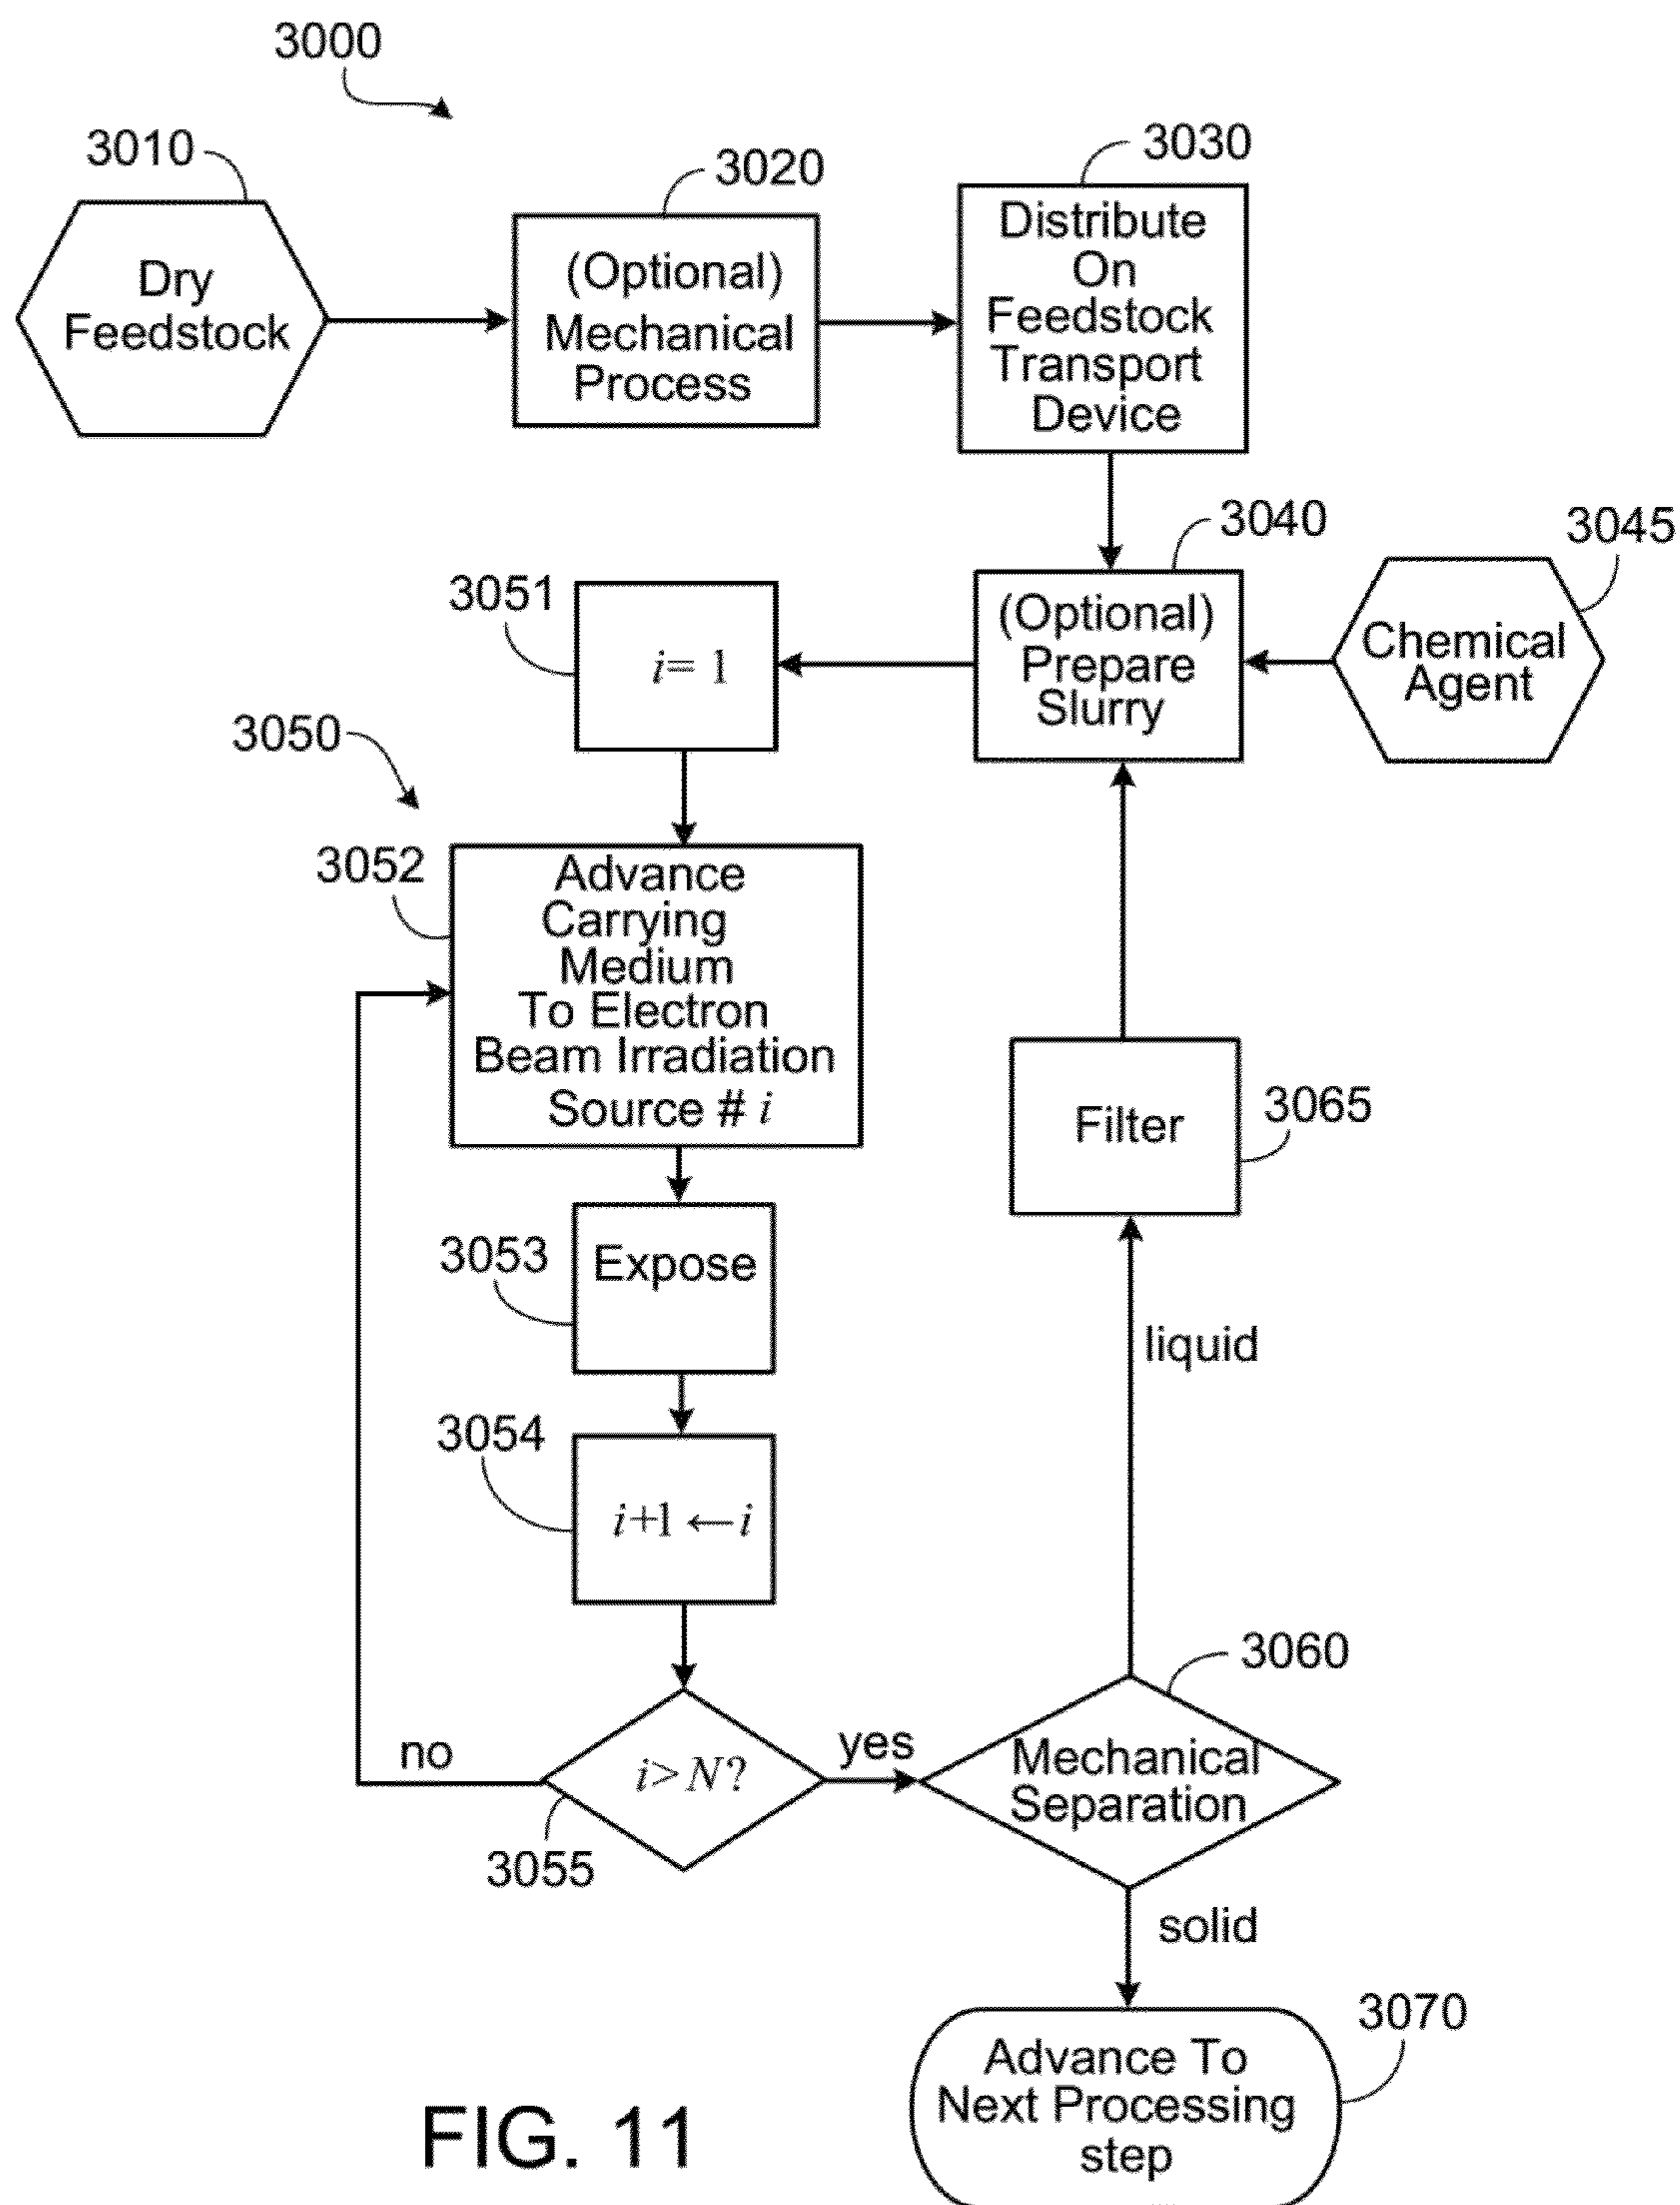 3000
3010
3020
3030
Dry
Feedstock
(Optional)
Mechanical
Process
Distribute
On
Feedstock
Transport
Device
3040
3045
3051
i= 1
(Optional)
Prepare
Slurry
Chemical
Agent
3050
3052
Advance
Carrying
Medium
To Electron
Beam Irradiation
Source # i
Filter
3065
3053
Expose
liquid
3054
i+1 ←i
3060
no
i>N?
yes
Mechanical
Separation
3055
solid
3070
Advance To
Next Processing
step
FIG. 11